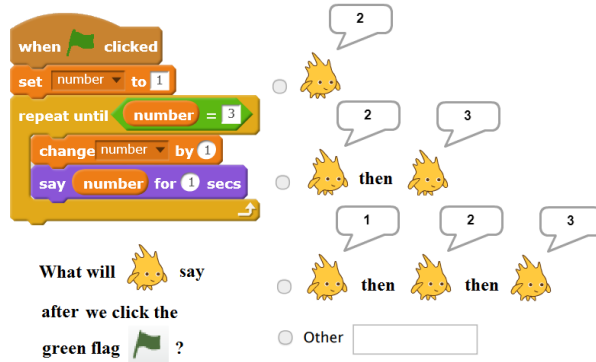 when clicked
set number to 1
repeat until number = 3
change number by 1
say number for 1 secs
What will say
after we click the
green flag ?
2
2
3
then
1
2
3
then then
Other